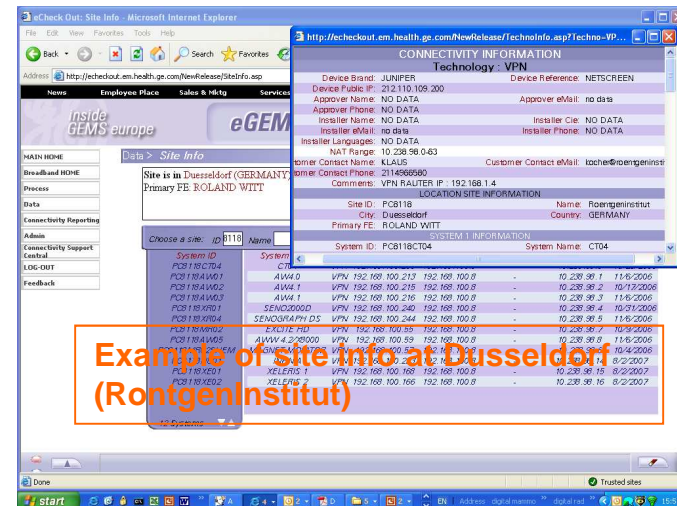 eCheck Out: Site Info - Microsoft Internet Explorer
File Edit View Favorites Tools Help
Back Search Favorites
Address http://echeckout.em.health.ge.com/NewRelease/SiteInfo.asp
News Employee Place Sales & Mktg Services
inside
GEMS europe
eGEM
MAIN HOME
Broadband HOME
Process
Data
Connectivity Reporting
Admin
Connectivity Support
Central
LOG-OUT
Feedback
Data > Site Info
Site is in Duesseldorf (GERMANY)
Primary FE: ROLAND WITT
Choose a site: ID 8118 Name
http://echeckout.em.health.ge.com/NewRelease/TechnoInfo.asp?Techno=VP...
CONNECTIVITY INFORMATION
Technology : VPN
Device Brand: JUNIPER Device Reference: NETSCREEN
Device Public IP: 212.110.109.200
Approver Name: NO DATA Approver eMail: no data
Approver Phone: NO DATA
Installer Name: NO DATA Installer Cie: NO DATA
Installer eMail: no data Installer Phone: NO DATA
Installer Languages: NO DATA
NAT Range: 10.238.98.0-63
tomer Contact Name: KLAUS Customer Contact eMail: kocher@roentgeninsti
tomer Contact Phone: 2114966580
Comments: VPN RAUTER IP : 192.168.1.4
LOCATION SITE INFORMATION
Site ID: PC8118 Name: Roentgeninstitut
City: Duesseldorf Country: GERMANY
Primary FE: ROLAND WITT
SYSTEM 1 INFORMATION
System ID: PC8118CT04 System Name: CT04
System ID System
PC8118CT04
PC8118AW01 AW4.0 VPN 192.168.100.213 192.168.100.8 - 10.238.98.1 11/6/2006
PC8118AW02 AW4.1 VPN 192.168.100.215 192.168.100.8 - 10.238.98.2 10/17/2006
PC8118AW03 AW4.1 VPN 192.168.100.216 192.168.100.8 - 10.238.98.3 11/6/2006
PC8118XR01 SENO2000D VPN 192.168.100.240 192.168.100.8 - 10.238.98.4 10/31/2006
PC8118XR04 SENOGRAPH DS VPN 192.168.100.244 192.168.100.8 - 10.238.98.5 11/6/2006
PC8118MR02 EXCITE HD VPN 192.168.100.55 192.168.100.8 - 10.238.98.7 10/9/2006
PC8118AW05 VPN 192.168.100.59 192.168.100.8 - 10.238.98.8 11/6/2006
PC8118XE01 XELERIS 1 VPN 192.168.100.168 192.168.100.8 - 10.238.98.15 8/2/2007
PC8118XE02 XELERIS 2 VPN 192.168.100.166 192.168.100.8 - 10.238.98.16 8/2/2007
Example of Site Info at Dusseldorf
(RontgenInstitut)
Systems
Done Trusted sites
start EN Address digital mammo digital rad 15:5